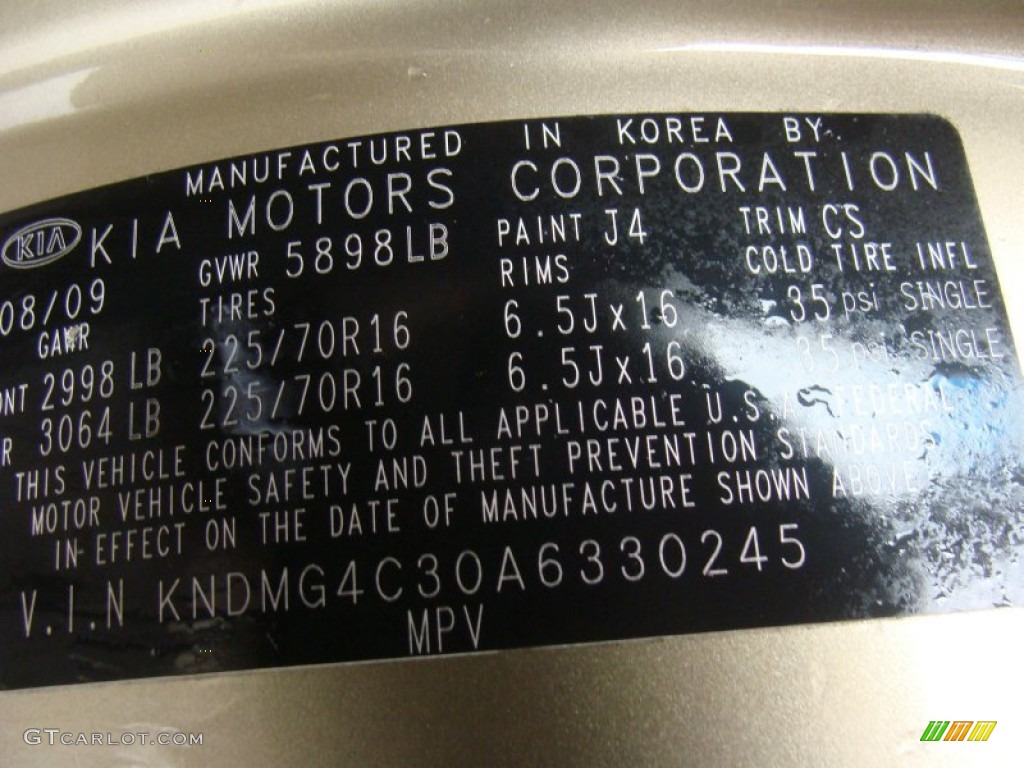 MANUFACTURED IN KOREA BY
KIA KIA MOTORS CORPORATION
08/09 GVWR 5898LB PAINT J4 TRIM CS
GAWR TIRES RIMS COLD TIRE INFL
ONT 2998 LB 225/70R16 6.5Jx16 35 psi SINGLE
R 3064 LB 225/70R16 6.5Jx16 35 psi SINGLE
THIS VEHICLE CONFORMS TO ALL APPLICABLE U.S. FEDERAL
MOTOR VEHICLE SAFETY AND THEFT PREVENTION STANDARDS
IN EFFECT ON THE DATE OF MANUFACTURE SHOWN ABOVE
V.I.N KNDMG4C30A6330245
MPV
GTCARLOT.COM